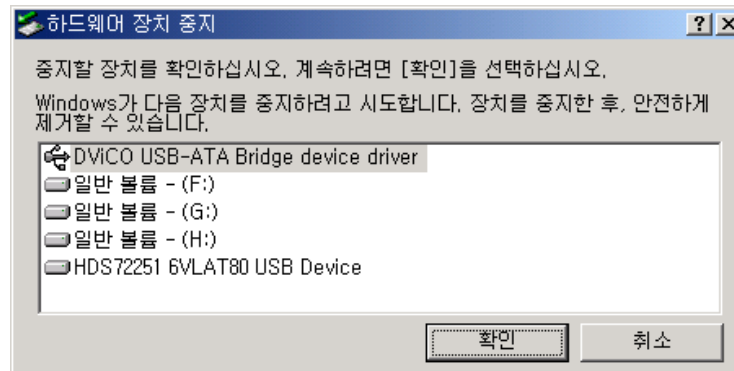 하드웨어 장치 중지
중지할 장치를 확인하십시오. 계속하려면 [확인]을 선택하십시오.
Windows가 다음 장치를 중지하려고 시도합니다. 장치를 중지한 후, 안전하게
제거할 수 있습니다.
DViCO USB-ATA Bridge device driver
일반 볼륨 - (F:)
일반 볼륨 - (G:)
일반 볼륨 - (H:)
HDS72251 6VLAT80 USB Device
확인 취소